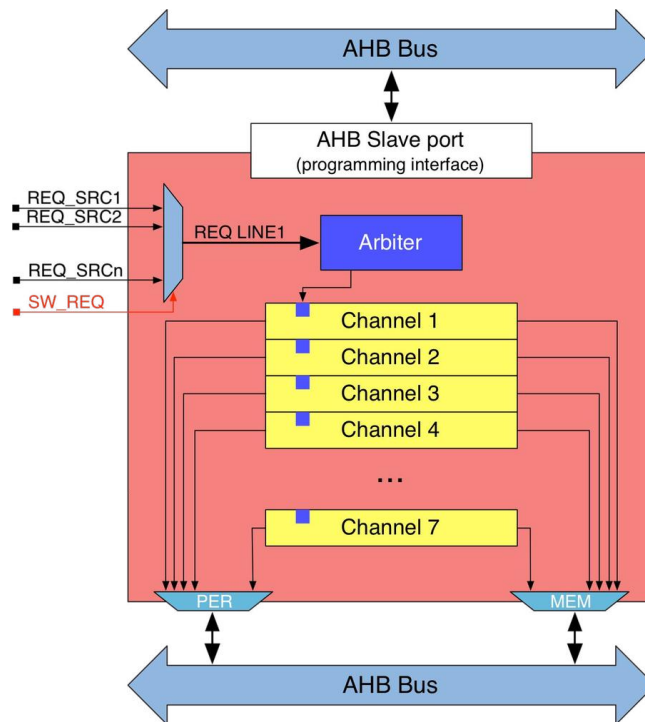 AHB Bus
AHB Slave port
(programming interface)
REQ_SRC1
REQ_SRC2
REQ LINE1
Arbiter
REQ_SRCn
SW_REQ
Channel 1
Channel 2
Channel 3
Channel 4
...
Channel 7
PER
MEM
AHB Bus